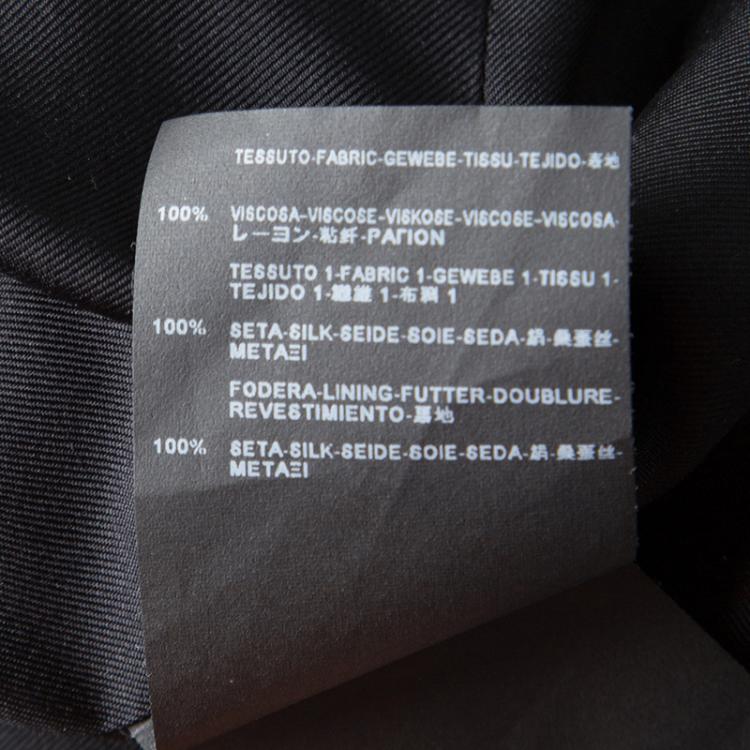 TESSUTO-FABRIC-GEWEBE-TISSU-TEJIDO-表地
100% VISCOSA-VISCOSE-VISKOSE-VISCOSE-VISCOSA-
レーヨン-粘纤-ΡΑΓΙΟΝ
TESSUTO 1-FABRIC 1-GEWEBE 1-TISSU 1-
TEJIDO 1-繊維 1-布料 1
100% SETA-SILK-SEIDE-SOIE-SEDA-絹-桑蚕丝-
ΜΕΤΑΞΙ
FODERA-LINING-FUTTER-DOUBLURE-
REVESTIMIENTO-裏地
100% SETA-SILK-SEIDE-SOIE-SEDA-絹-桑蚕丝-
ΜΕΤΑΞΙ